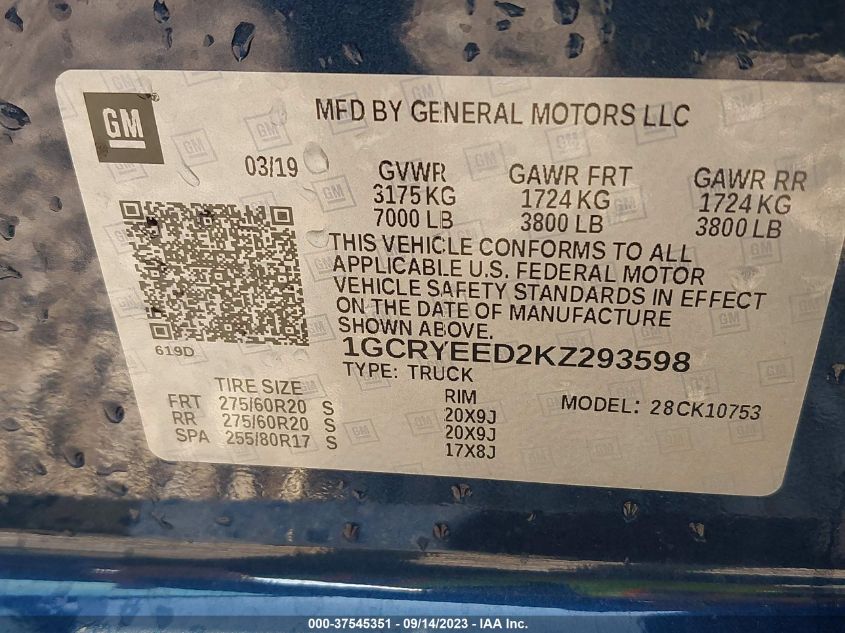 GM
MFD BY GENERAL MOTORS LLC
03/19
GVWR GAWR FRT GAWR RR
3175 KG 1724 KG 1724 KG
7000 LB 3800 LB 3800 LB
THIS VEHICLE CONFORMS TO ALL
APPLICABLE U.S. FEDERAL MOTOR
VEHICLE SAFETY STANDARDS IN EFFECT
ON THE DATE OF MANUFACTURE
SHOWN ABOVE.
619D
1GCRYEED2KZ293598
TYPE: TRUCK
TIRE SIZE RIM MODEL: 28CK10753
FRT 275/60R20 S 20X9J
RR 275/60R20 S 20X9J
SPA 255/80R17 S 17X8J
000-37545351 // 09/14/2023 - IAA Inc.